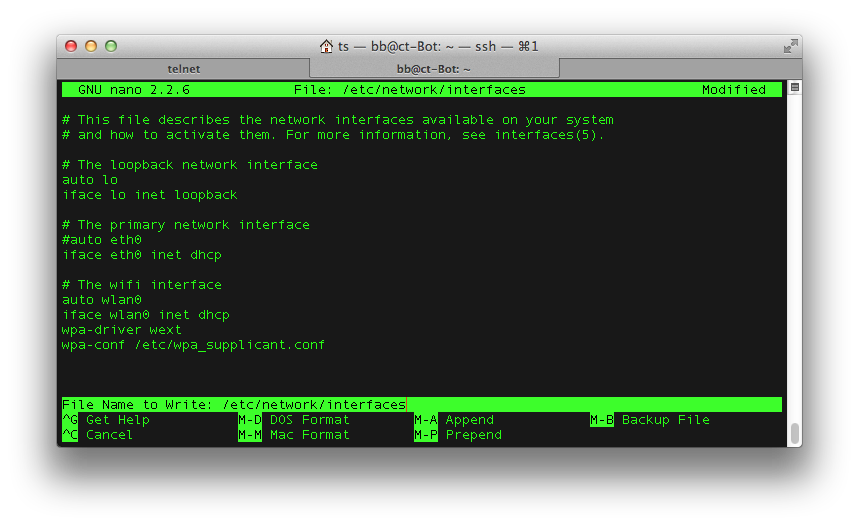 ts — bb@ct-Bot: ~ — ssh — ⌘1
telnet bb@ct-Bot: ~
GNU nano 2.2.6 File: /etc/network/interfaces Modified
# This file describes the network interfaces available on your system
# and how to activate them. For more information, see interfaces(5).
# The loopback network interface
auto lo
iface lo inet loopback
# The primary network interface
#auto eth0
iface eth0 inet dhcp
# The wifi interface
auto wlan0
iface wlan0 inet dhcp
wpa-driver wext
wpa-conf /etc/wpa_supplicant.conf
File Name to Write: /etc/network/interfaces
^G Get Help M-D DOS Format M-A Append M-B Backup File
^C Cancel M-M Mac Format M-P Prepend